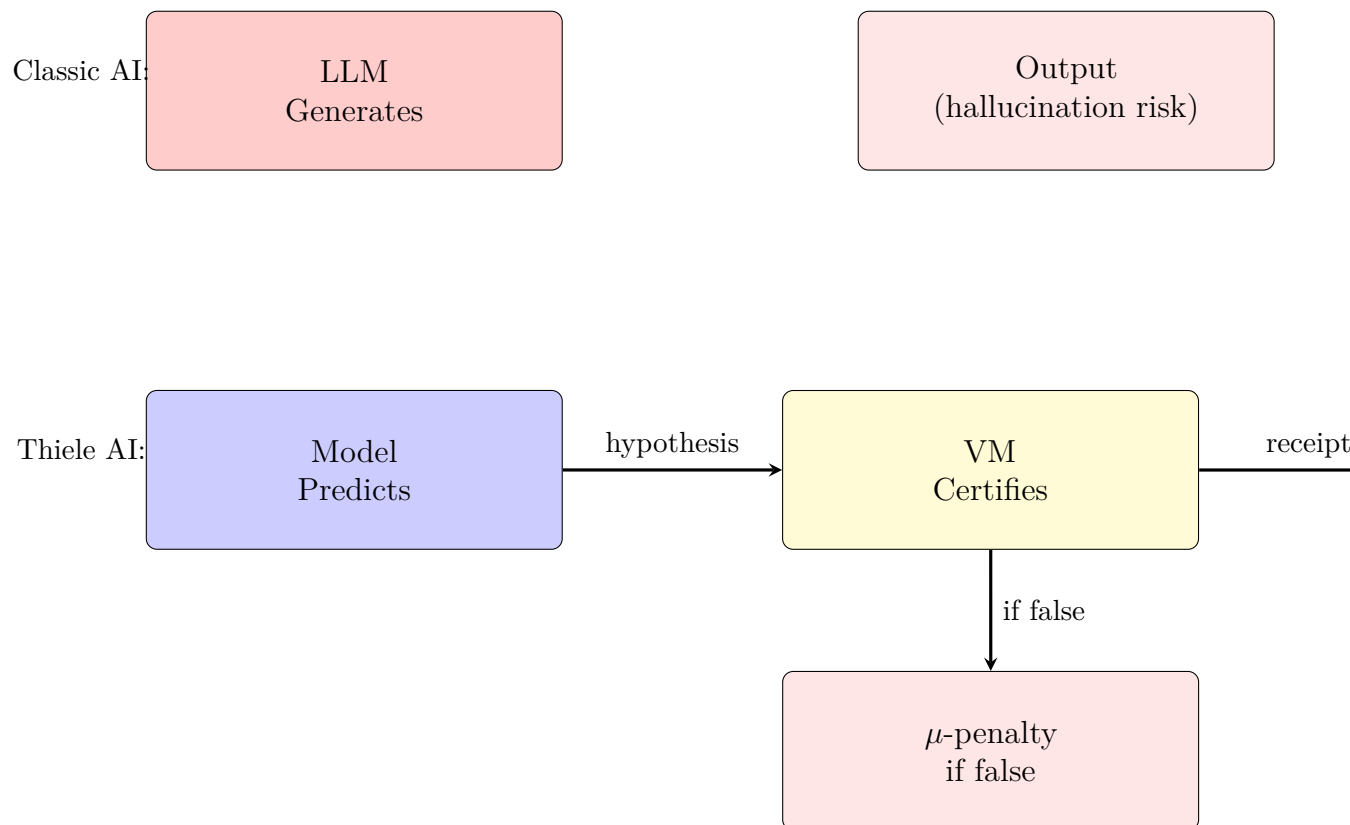 Classic AI:
LLM
Generates
Output
(hallucination risk)
Thiele AI:
Model
Predicts
hypothesis
VM
Certifies
receipt
if false
μ-penalty
if false